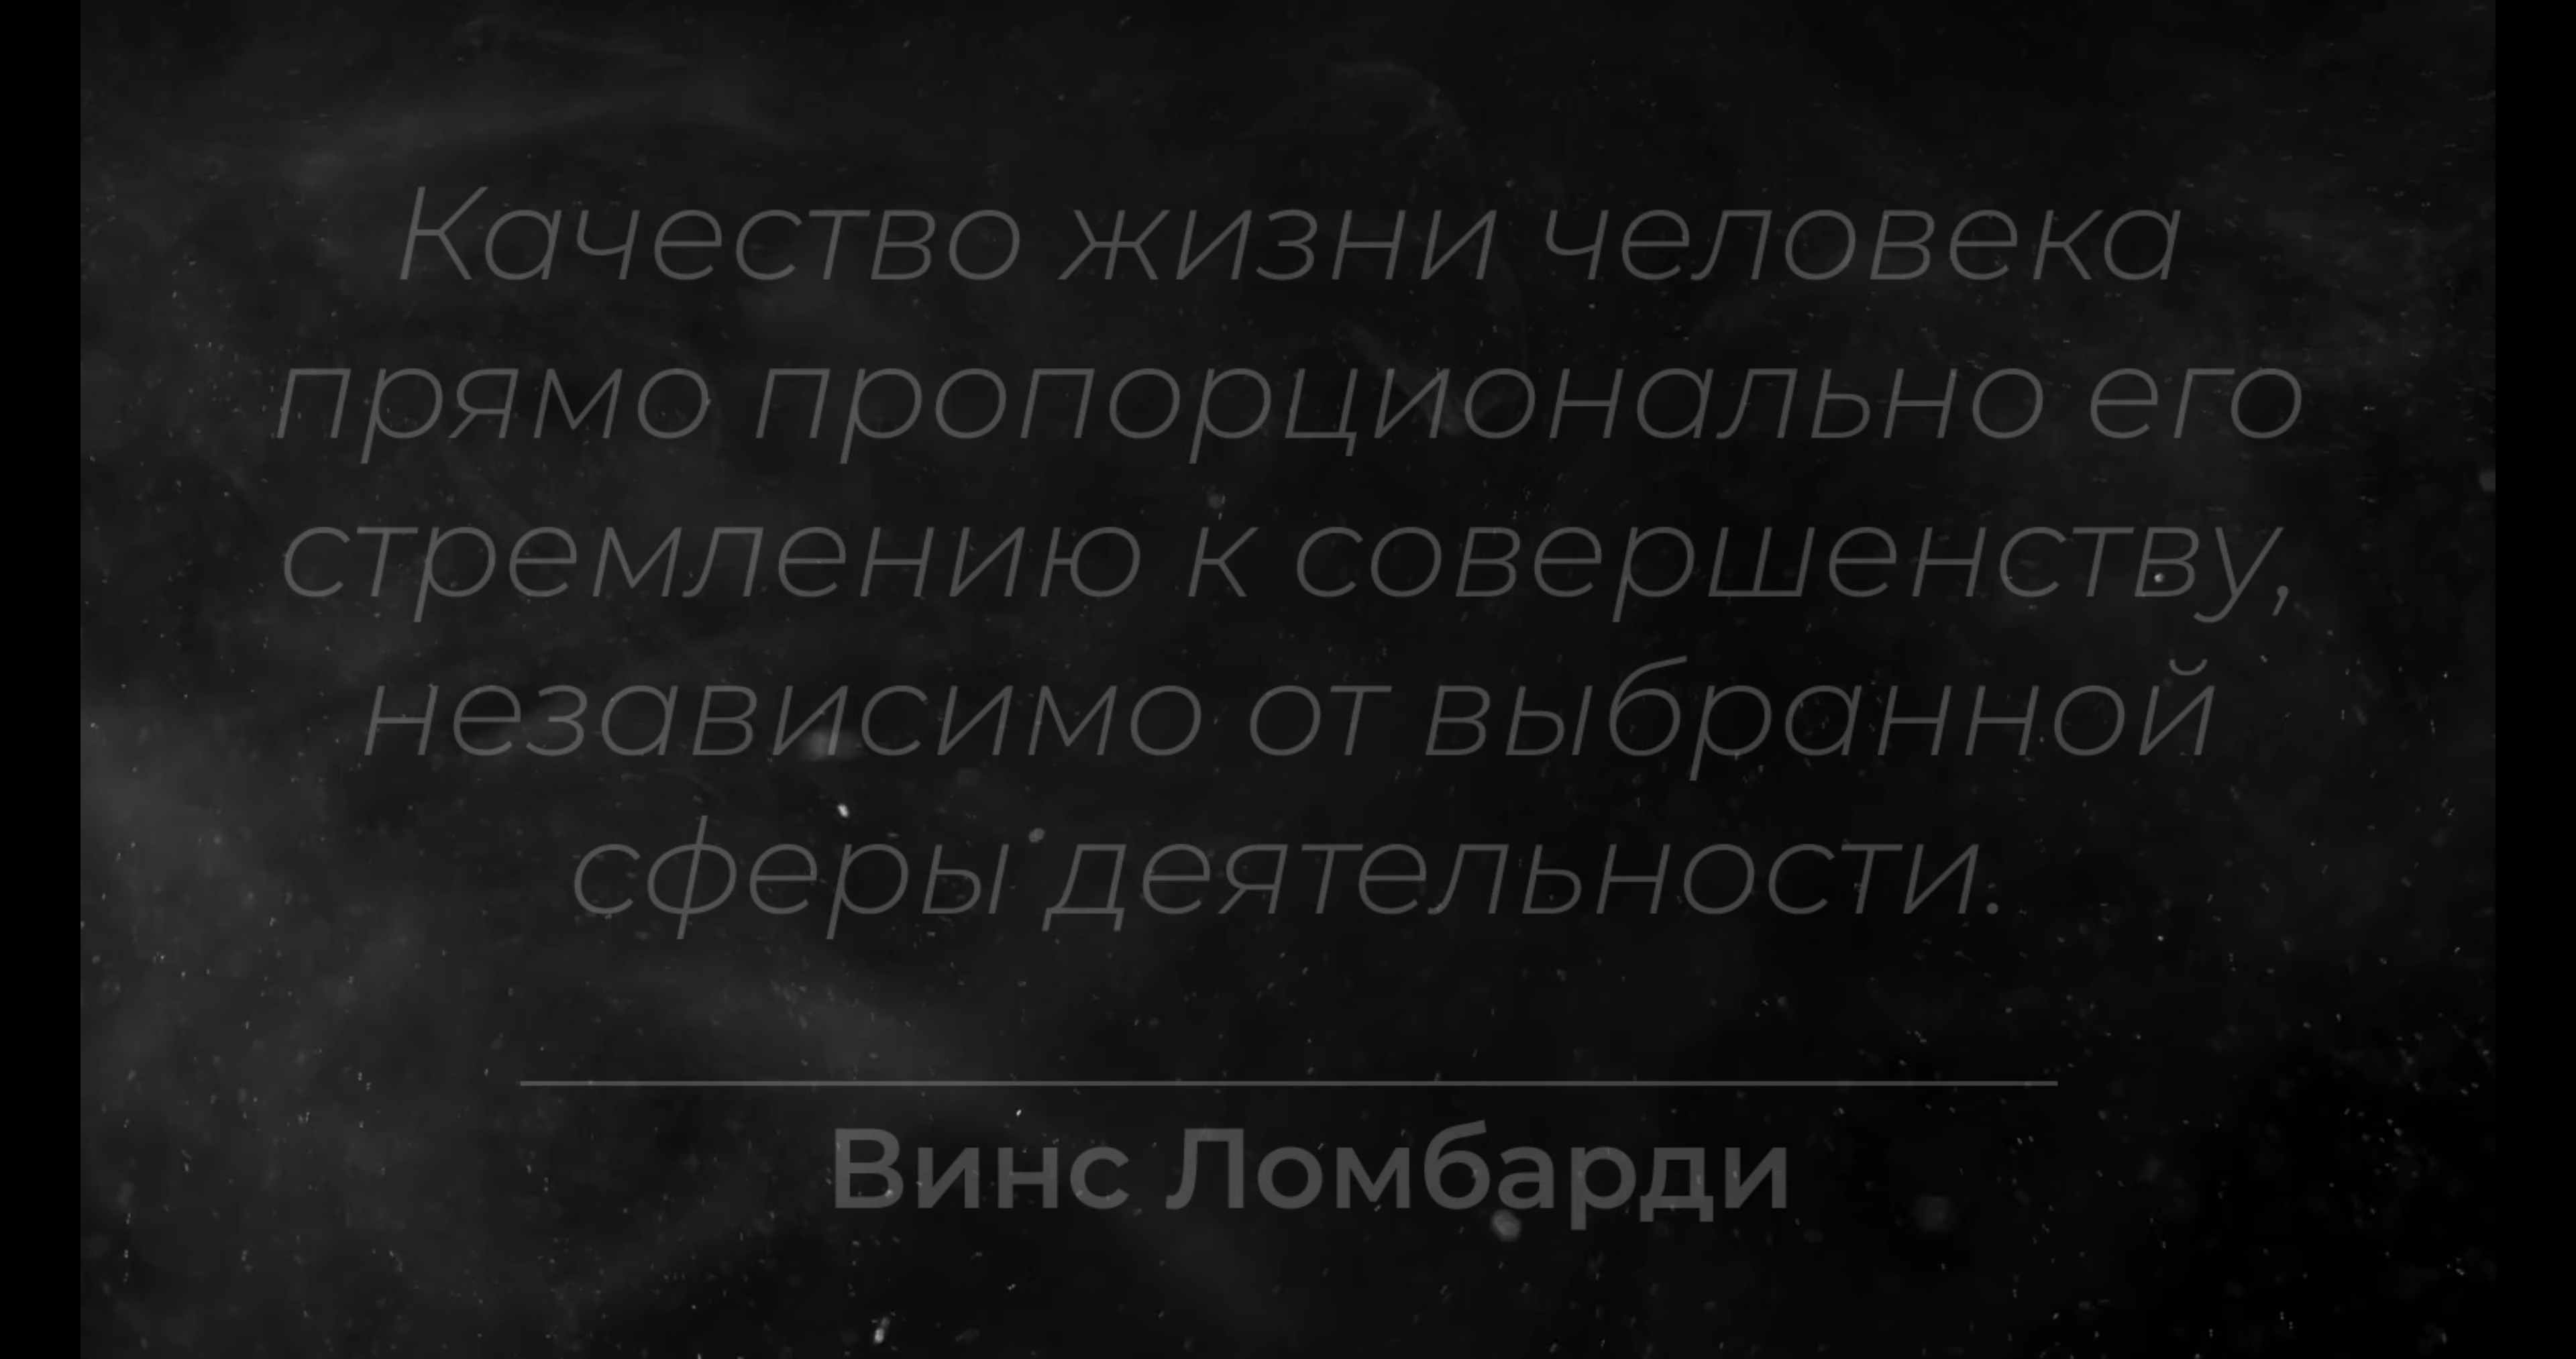 Качество жизни человека
прямо пропорционально его
стремлению к совершенству,
независимо от выбранной
сферы деятельности.
Винс Ломбарди